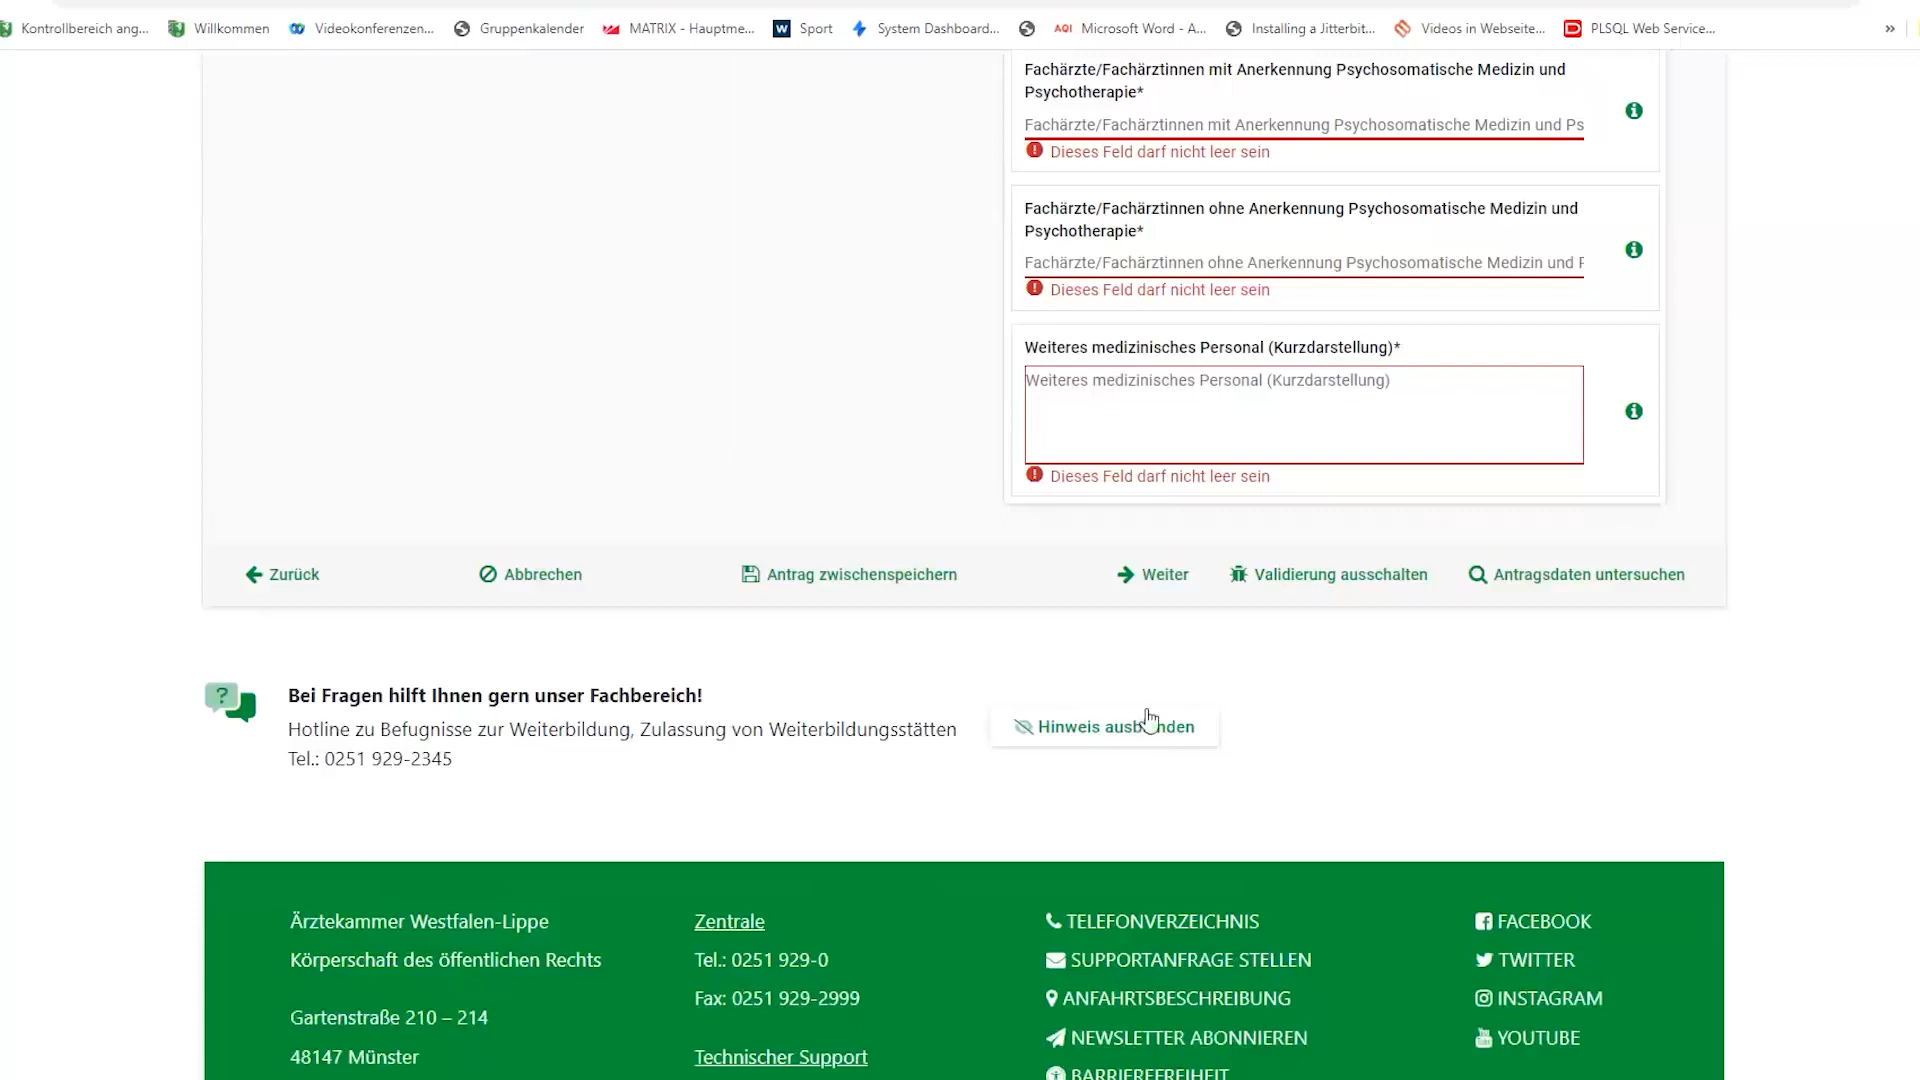 Kontrollbereich ang... Willkommen Videokonferenzen... Gruppenkalender MATRIX - Hauptme... W Sport System Dashboard... AQI Microsoft Word - A... Installing a Jitterbit... Videos in Webseite... PLSQL Web Service... »
Fachärzte/Fachärztinnen mit Anerkennung Psychosomatische Medizin und
Psychotherapie*
Fachärzte/Fachärztinnen mit Anerkennung Psychosomatische Medizin und Ps
Dieses Feld darf nicht leer sein
Fachärzte/Fachärztinnen ohne Anerkennung Psychosomatische Medizin und
Psychotherapie*
Fachärzte/Fachärztinnen ohne Anerkennung Psychosomatische Medizin und
Dieses Feld darf nicht leer sein
Weiteres medizinisches Personal (Kurzdarstellung)*
Weiteres medizinisches Personal (Kurzdarstellung)
Dieses Feld darf nicht leer sein
Zurück Abbrechen Antrag zwischenspeichern Weiter Validierung ausschalten Antragsdaten untersuchen
Bei Fragen hilft Ihnen gern unser Fachbereich!
Hotline zu Befugnisse zur Weiterbildung, Zulassung von Weiterbildungsstätten
Tel.: 0251 929-2345
Hinweis ausblenden
Ärztekammer Westfalen-Lippe
Körperschaft des öffentlichen Rechts
Gartenstraße 210 – 214
48147 Münster
Zentrale
Tel.: 0251 929-0
Fax: 0251 929-2999
Technischer Support
TELEFONVERZEICHNIS
SUPPORTANFRAGE STELLEN
ANFAHRTSBESCHREIBUNG
NEWSLETTER ABONNIEREN
BARRIEREFREIHEIT
FACEBOOK
TWITTER
INSTAGRAM
YOUTUBE